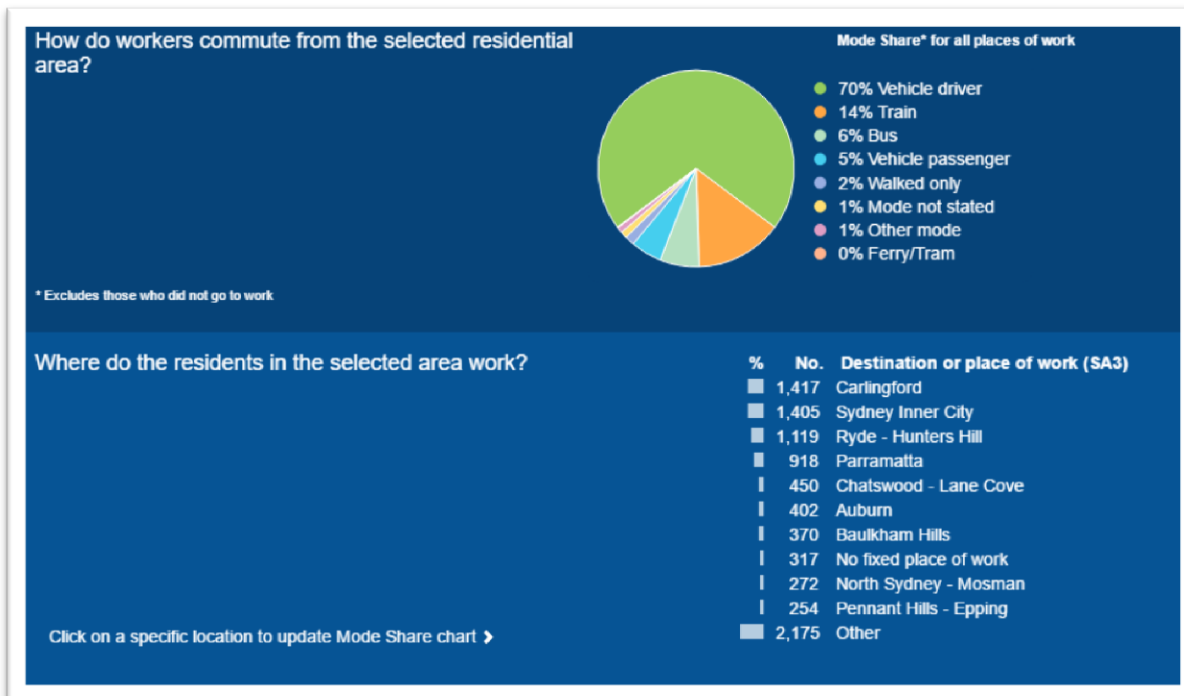 How do workers commute from the selected residential
area?
Mode Share* for all places of work
70% Vehicle driver
14% Train
6% Bus
5% Vehicle passenger
2% Walked only
1% Mode not stated
1% Other mode
0% Ferry/Tram
* Excludes those who did not go to work
Where do the residents in the selected area work?
% No. Destination or place of work (SA3)
1,417 Carlingford
1,405 Sydney Inner City
1,119 Ryde - Hunters Hill
918 Parramatta
450 Chatswood - Lane Cove
402 Auburn
370 Baulkham Hills
317 No fixed place of work
272 North Sydney - Mosman
254 Pennant Hills - Epping
2,175 Other
Click on a specific location to update Mode Share chart >